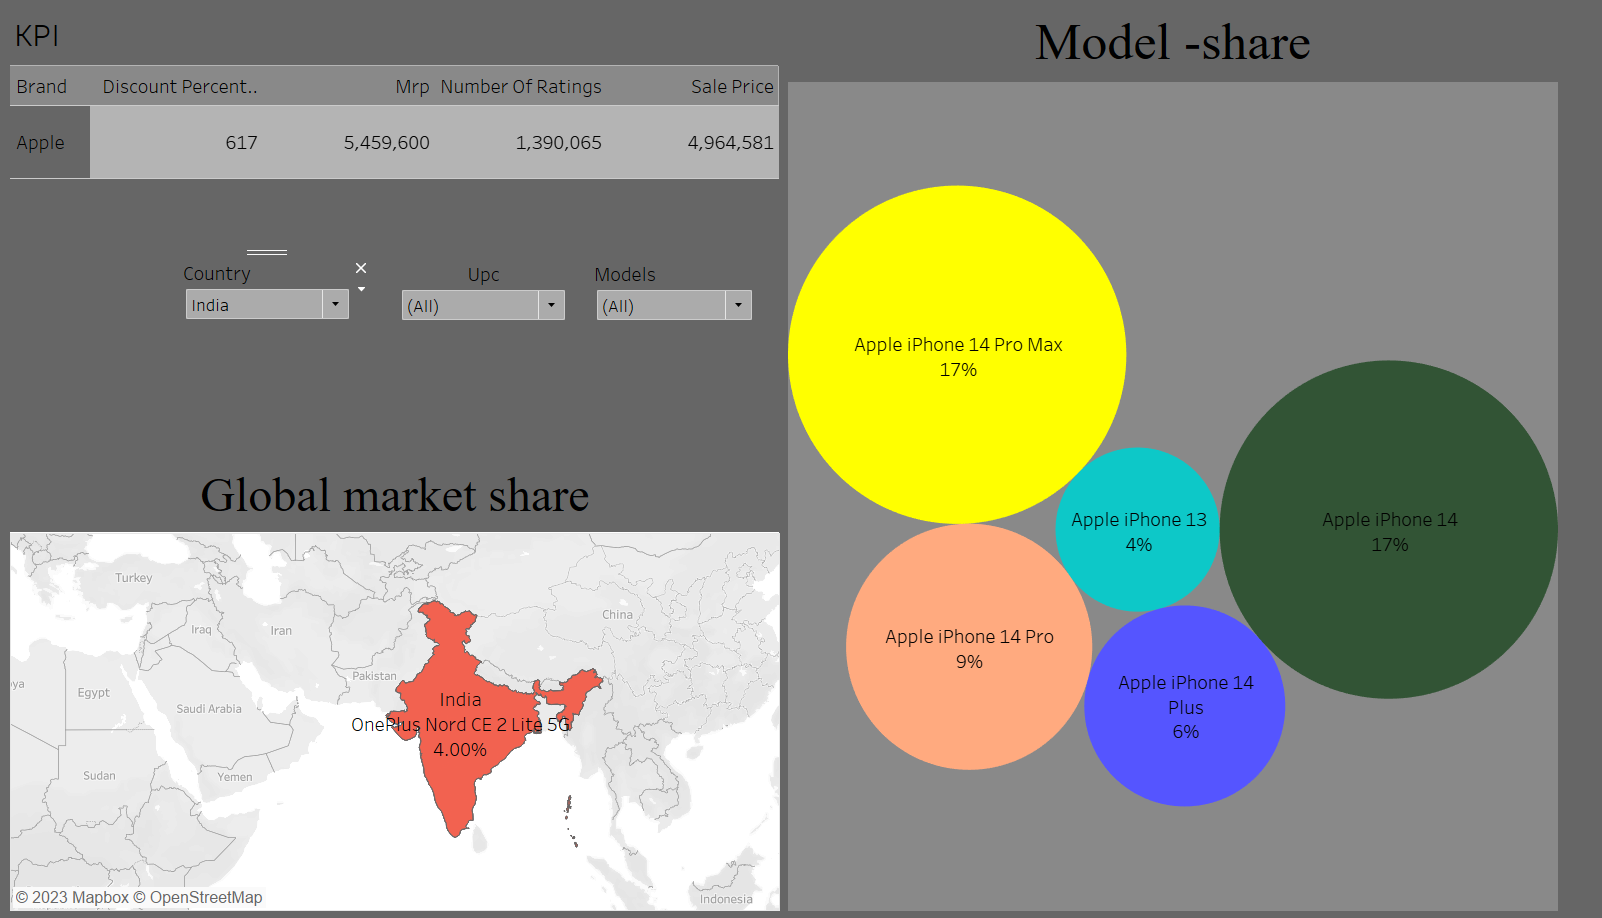 KPI
Brand Discount Percent.. Mrp Number Of Ratings Sale Price
Apple 617 5,459,600 1,390,065 4,964,581
Country Upc Models
India (All) (All)
Global market share
Turkey
China
Iraq
Iran
Pakistan
ya
Egypt
Saudi Arabia
India
OnePlus Nord CE 2 Lite 5G
4.00%
Sudan
Yemen
Indonesia
© 2023 Mapbox © OpenStreetMap
Model -share
Apple iPhone 14 Pro Max
17%
Apple iPhone 13
4%
Apple iPhone 14
17%
Apple iPhone 14 Pro
9%
Apple iPhone 14
Plus
6%